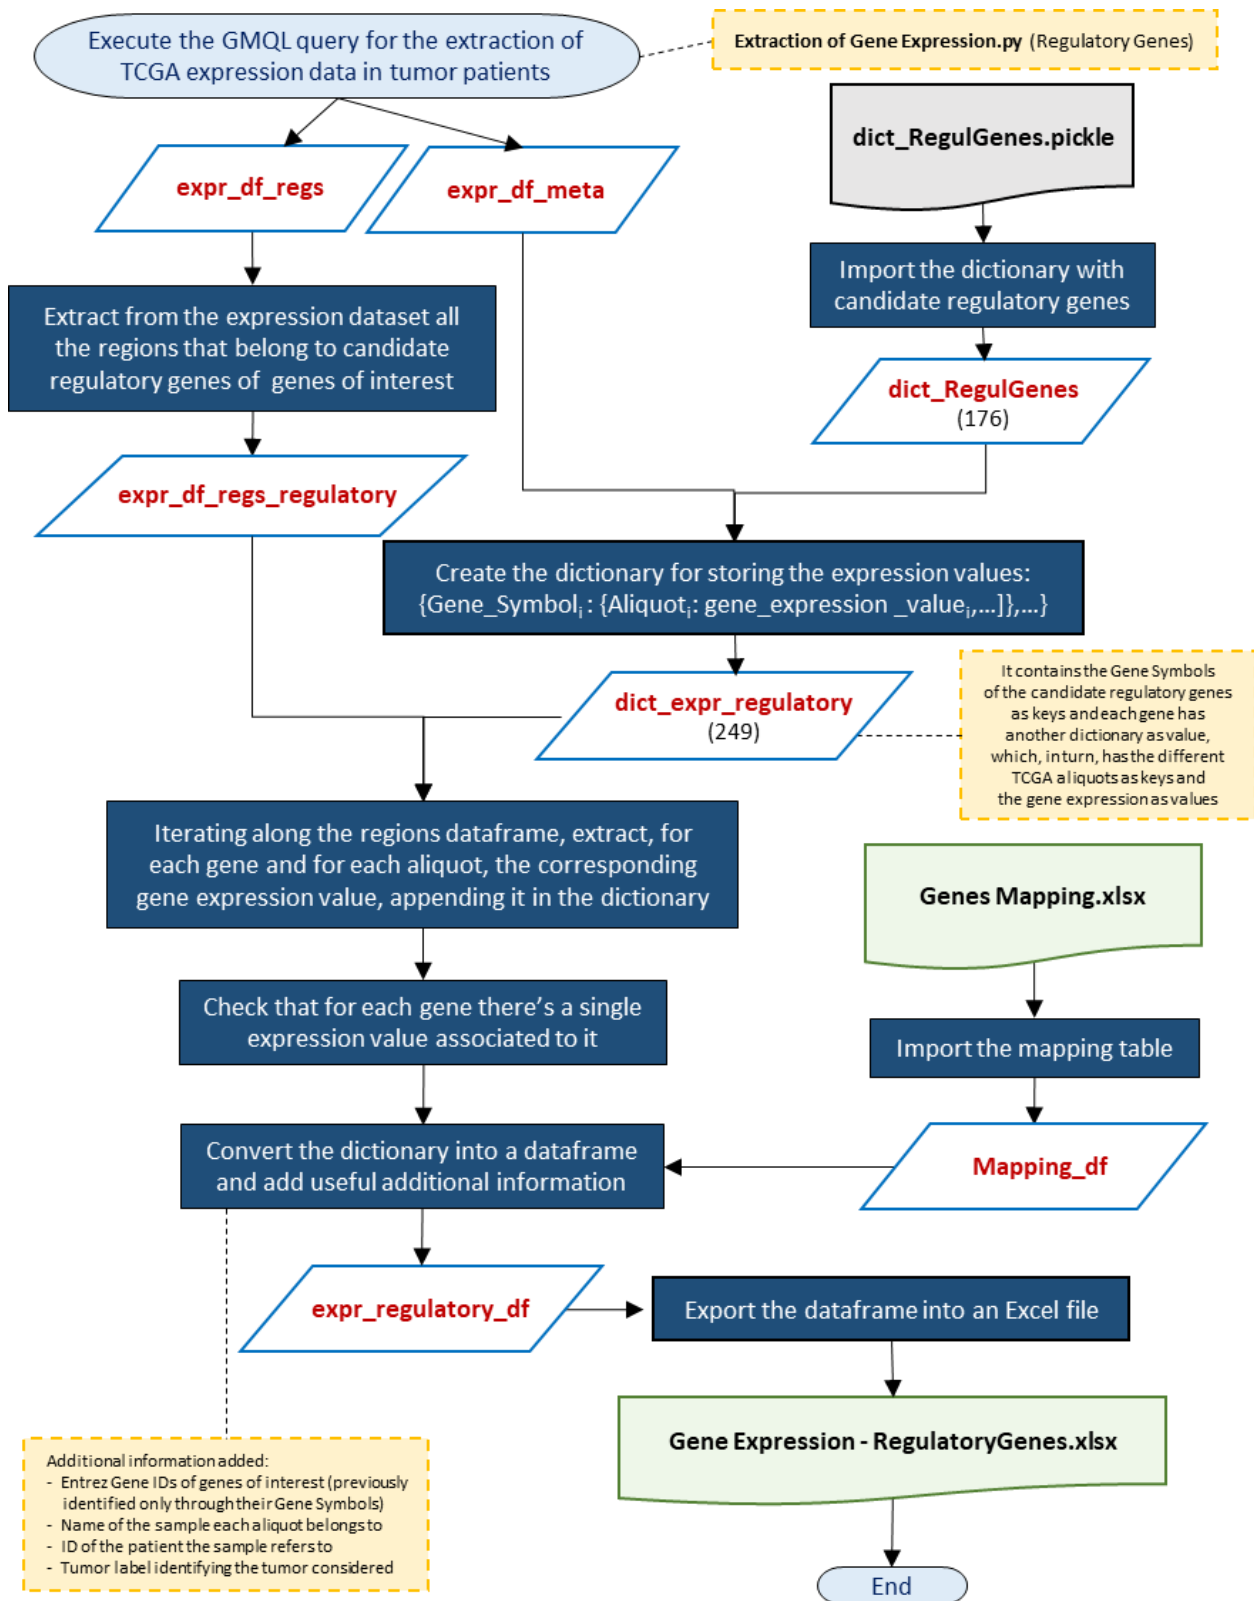 Execute the GMQL query for the extraction of
TCGA expression data in tumor patients
Extraction of Gene Expression.py (Regulatory Genes)
dict_RegulGenes.pickle
expr_df_regs
expr_df_meta
Import the dictionary with
candidate regulatory genes
Extract from the expression dataset all
the regions that belong to candidate
regulatory genes of genes of interest
dict_RegulGenes
(176)
expr_df_regs_regulatory
Create the dictionary for storing the expression values:
{Gene_Symbolᵢ : {Aliquotᵢ: gene_expression _valueᵢ,...]},...}
dict_expr_regulatory
(249)
It contains the Gene Symbols
of the candidate regulatory genes
as keys and each gene has
another dictionary as value,
which, in turn, has the different
TCGA aliquots as keys and
the gene expression as values
Iterating along the regions dataframe, extract, for
each gene and for each aliquot, the corresponding
gene expression value, appending it in the dictionary
Genes Mapping.xlsx
Check that for each gene there's a single
expression value associated to it
Import the mapping table
Convert the dictionary into a dataframe
and add useful additional information
Mapping_df
expr_regulatory_df
Export the dataframe into an Excel file
Gene Expression - RegulatoryGenes.xlsx
Additional information added:
- Entrez Gene IDs of genes of interest (previously
identified only through their Gene Symbols)
- Name of the sample each aliquot belongs to
- ID of the patient the sample refers to
- Tumor label identifying the tumor considered
End